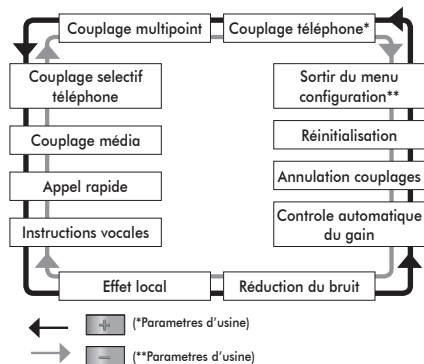 Couplage multipoint
Couplage téléphone*
Couplage selectif
téléphone
Couplage média
Appel rapide
Instructions vocales
Sortir du menu
configuration**
Réinitialisation
Annulation couplages
Controle automatique
du gain
Effet local
Réduction du bruit
+ (*Parametres d'usine)
− (**Parametres d'usine)